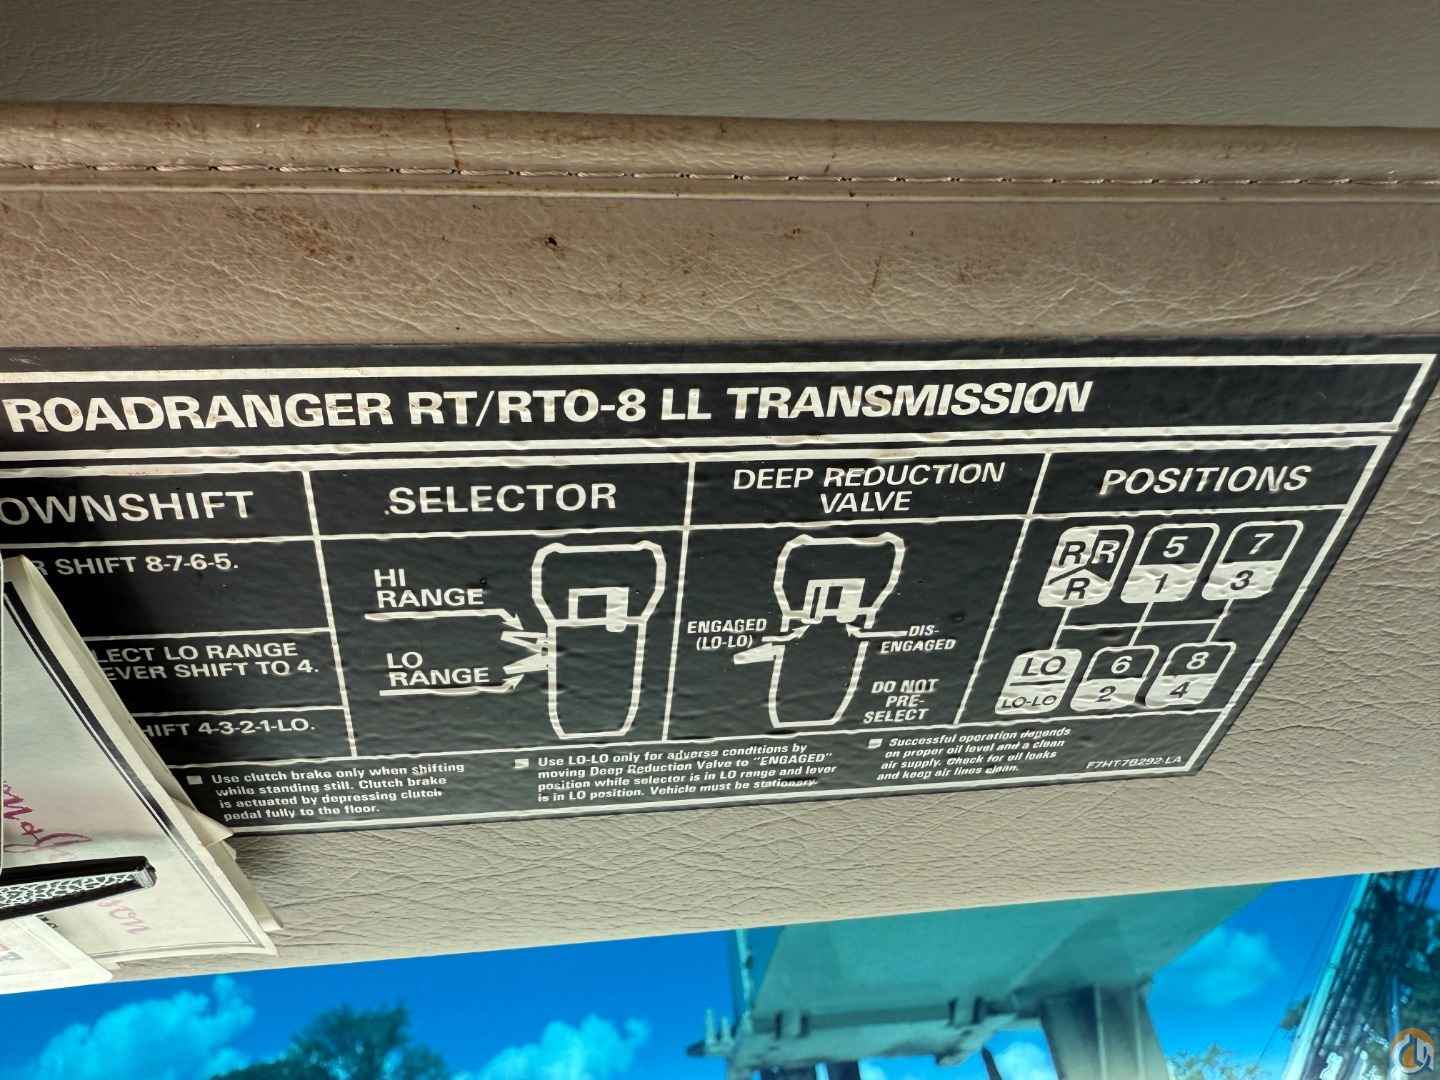 ROADRANGER RT/RTO-8 LL TRANSMISSION
OWNSHIFT
R SHIFT 8-7-6-5.
LECT LO RANGE
EVER SHIFT TO 4.
HIFT 4-3-2-1-LO.
SELECTOR
HI
RANGE
LO
RANGE
DEEP REDUCTION
VALVE
ENGAGED
(LO-LO)
DIS-
ENGAGED
DO NOT
PRE-
SELECT
POSITIONS
R R 5 7
R 1 3
LO 6 8
LO-LO 2 4
Use clutch brake only when shifting
while standing still. Clutch brake
is actuated by depressing clutch
pedal fully to the floor.
Use LO-LO only for adverse conditions by
moving Deep Reduction Valve to "ENGAGED"
position while selector is in LO range and lever
is in LO position. Vehicle must be stationary.
Successful operation depends
on proper oil level and a clean
air supply. Check for oil leaks
and keep air lines clean.
F7HT7B292-LA